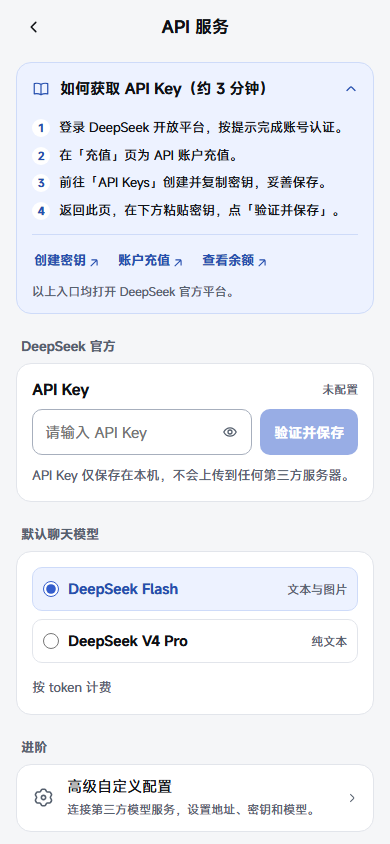 API 服务
如何获取 API Key（约 3 分钟）
1 登录 DeepSeek 开放平台，按提示完成账号认证。
2 在「充值」页为 API 账户充值。
3 前往「API Keys」创建并复制密钥，妥善保存。
4 返回此页，在下方粘贴密钥，点「验证并保存」。
创建密钥 账户充值 查看余额
以上入口均打开 DeepSeek 官方平台。
DeepSeek 官方
API Key 未配置
请输入 API Key 验证并保存
API Key 仅保存在本机，不会上传到任何第三方服务器。
默认聊天模型
DeepSeek Flash 文本与图片
DeepSeek V4 Pro 纯文本
按 token 计费
进阶
高级自定义配置
连接第三方模型服务，设置地址、密钥和模型。